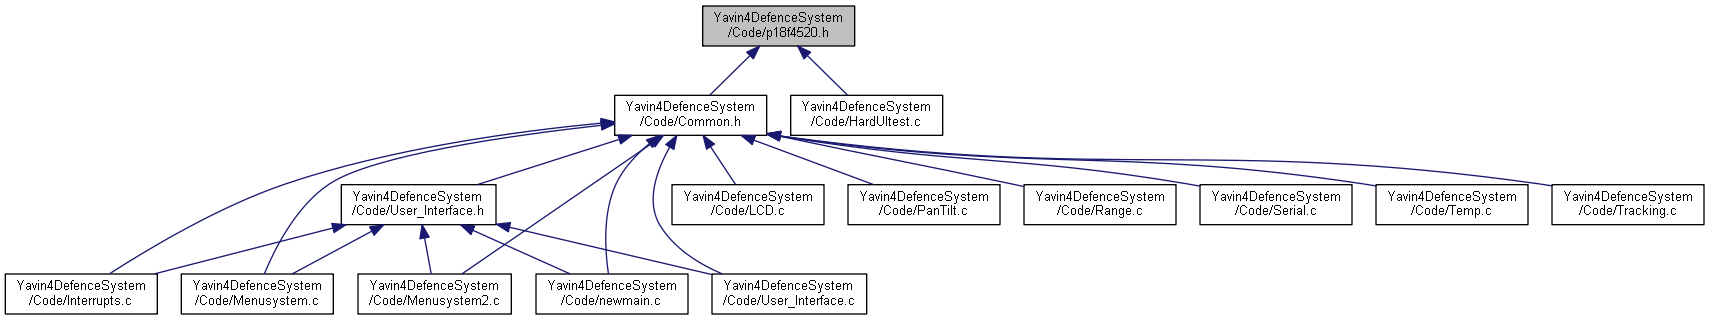 Yavin4DefenceSystem
/Code/p18f4520.h
Yavin4DefenceSystem
/Code/Common.h
Yavin4DefenceSystem
/Code/HardUItest.c
Yavin4DefenceSystem
/Code/User_Interface.h
Yavin4DefenceSystem
/Code/LCD.c
Yavin4DefenceSystem
/Code/PanTilt.c
Yavin4DefenceSystem
/Code/Range.c
Yavin4DefenceSystem
/Code/Serial.c
Yavin4DefenceSystem
/Code/Temp.c
Yavin4DefenceSystem
/Code/Tracking.c
Yavin4DefenceSystem
/Code/Interrupts.c
Yavin4DefenceSystem
/Code/Menusystem.c
Yavin4DefenceSystem
/Code/Menusystem2.c
Yavin4DefenceSystem
/Code/newmain.c
Yavin4DefenceSystem
/Code/User_Interface.c